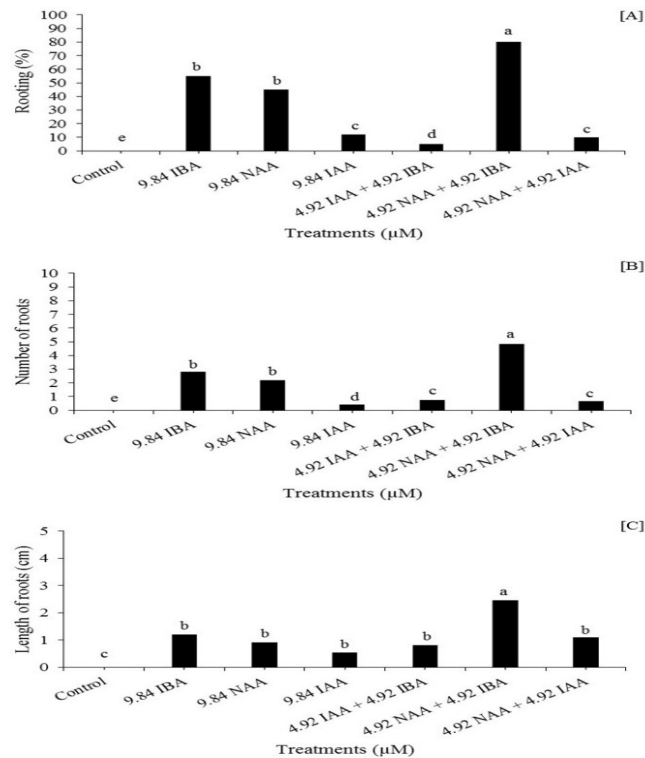 [A]
Rooting (%)
100
90
80
70
60
50
40
30
20
10
0
e
b
b
c
d
a
c
Control
9.84 IBA
9.84 NAA
9.84 IAA
4.92 IAA + 4.92 IBA
4.92 NAA + 4.92 IBA
4.92 NAA + 4.92 IAA
Treatments (µM)
[B]
Number of roots
10
9
8
7
6
5
4
3
2
1
0
e
b
b
d
c
a
c
Control
9.84 IBA
9.84 NAA
9.84 IAA
4.92 IAA + 4.92 IBA
4.92 NAA + 4.92 IBA
4.92 NAA + 4.92 IAA
Treatments (µM)
[C]
Length of roots (cm)
5
4
3
2
1
0
c
b
b
b
b
a
b
Control
9.84 IBA
9.84 NAA
9.84 IAA
4.92 IAA + 4.92 IBA
4.92 NAA + 4.92 IBA
4.92 NAA + 4.92 IAA
Treatments (µM)